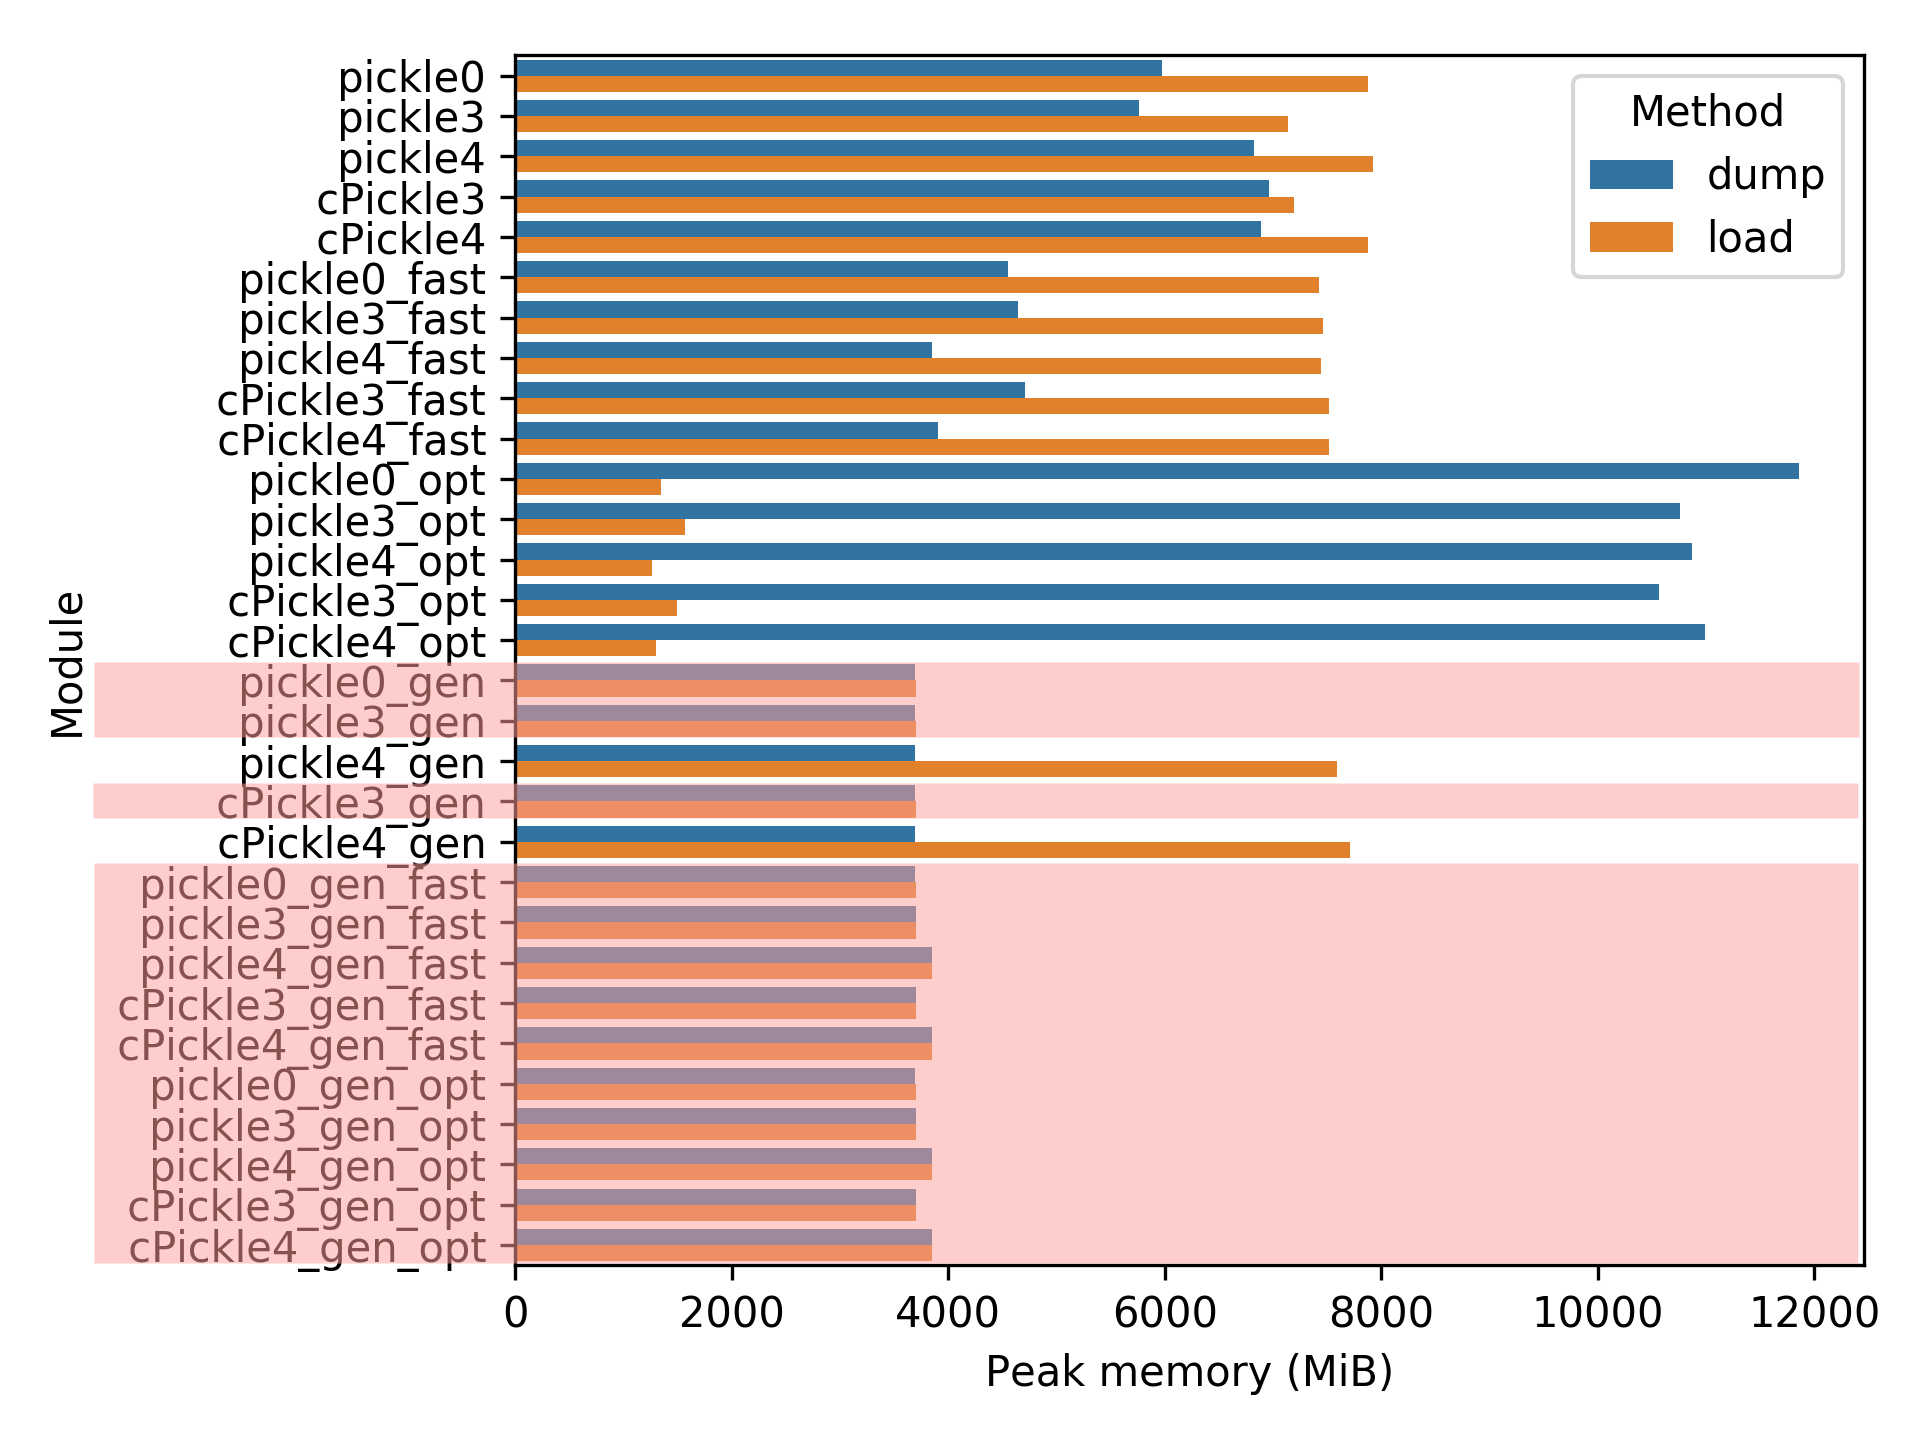 pickle0
pickle3
pickle4
cPickle3
cPickle4
pickle0_fast
pickle3_fast
pickle4_fast
cPickle3_fast
cPickle4_fast
pickle0_opt
pickle3_opt
pickle4_opt
cPickle3_opt
cPickle4_opt
pickle0_gen
pickle3_gen
pickle4_gen
cPickle3_gen
cPickle4_gen
pickle0_gen_fast
pickle3_gen_fast
pickle4_gen_fast
cPickle3_gen_fast
cPickle4_gen_fast
pickle0_gen_opt
pickle3_gen_opt
pickle4_gen_opt
cPickle3_gen_opt
cPickle4_gen_opt
Module
Method
dump
load
0 2000 4000 6000 8000 10000 12000
Peak memory (MiB)